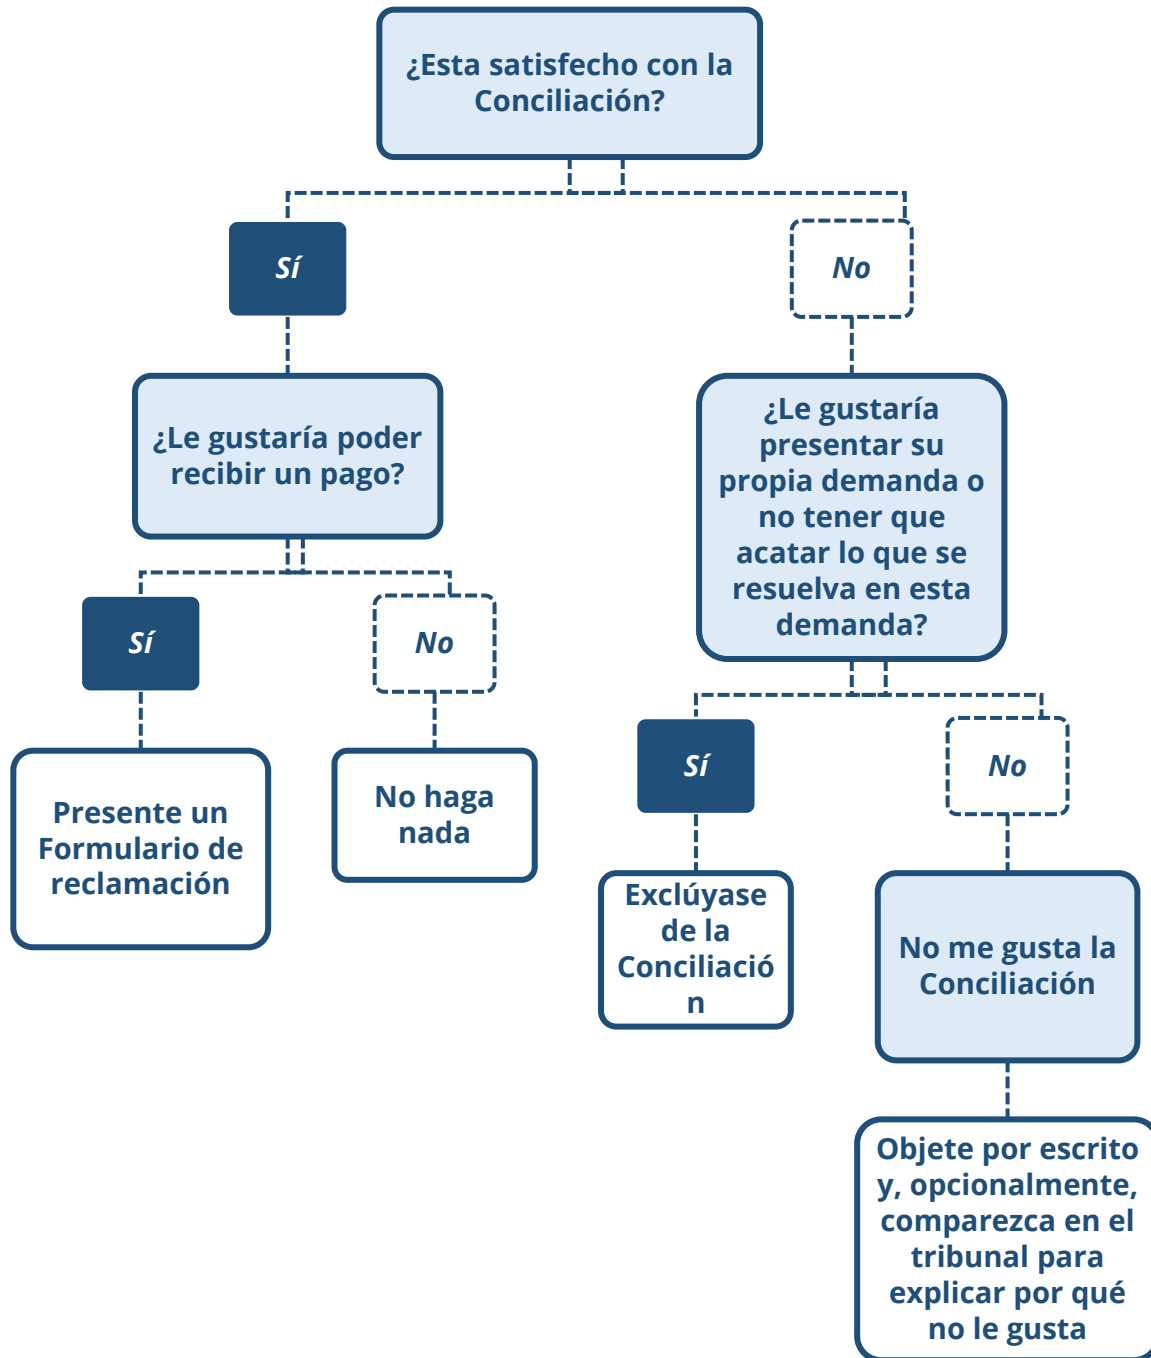 ¿Esta satisfecho con la
Conciliación?
Sí
No
¿Le gustaría poder
recibir un pago?
¿Le gustaría
presentar su
propia demanda o
no tener que
acatar lo que se
resuelva en esta
demanda?
Sí
No
Sí
No
Presente un
Formulario de
reclamación
No haga
nada
Exclúyase
de la
Conciliació
n
No me gusta la
Conciliación
Objete por escrito
y, opcionalmente,
comparezca en el
tribunal para
explicar por qué
no le gusta